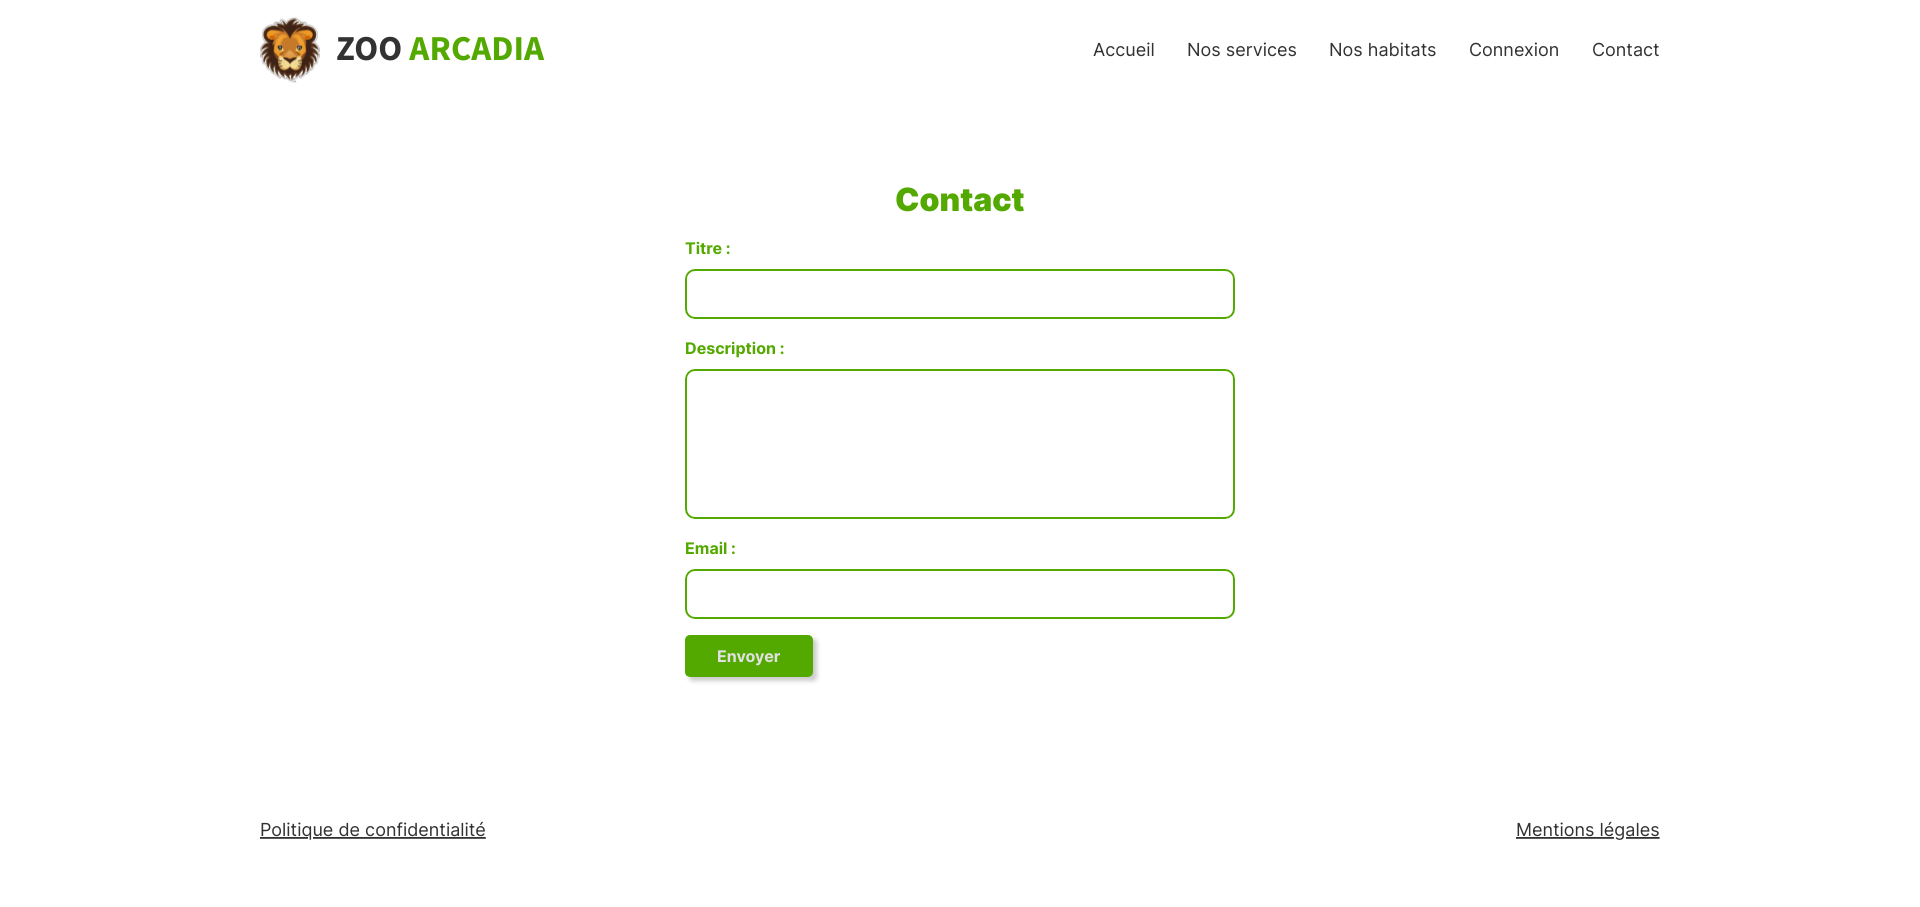 ZOO ARCADIA
Accueil Nos services Nos habitats Connexion Contact
Contact
Titre :
Description :
Email :
Envoyer
Politique de confidentialité Mentions légales